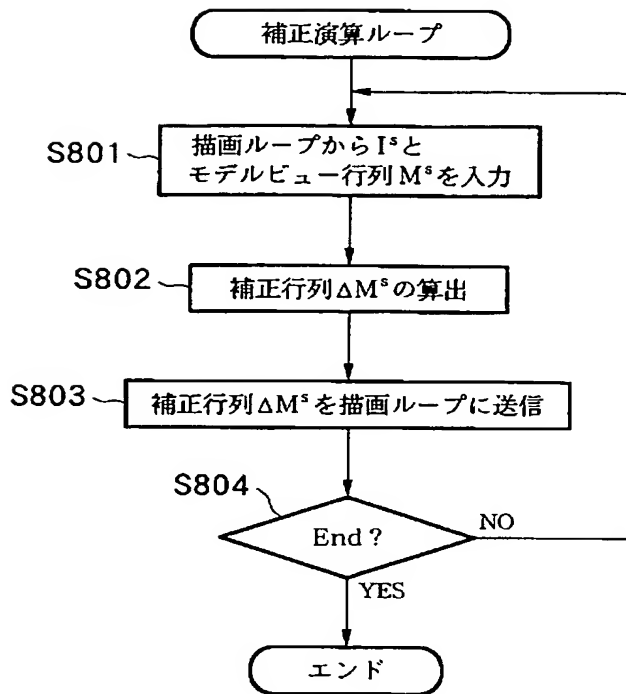 補正演算ループ
S801
描画ループから Iˢと
モデルビュー行列 Mˢを入力
S802
補正行列 ΔMˢの算出
S803
補正行列 ΔMˢを描画ループに送信
S804
End ?
NO
YES
エンド